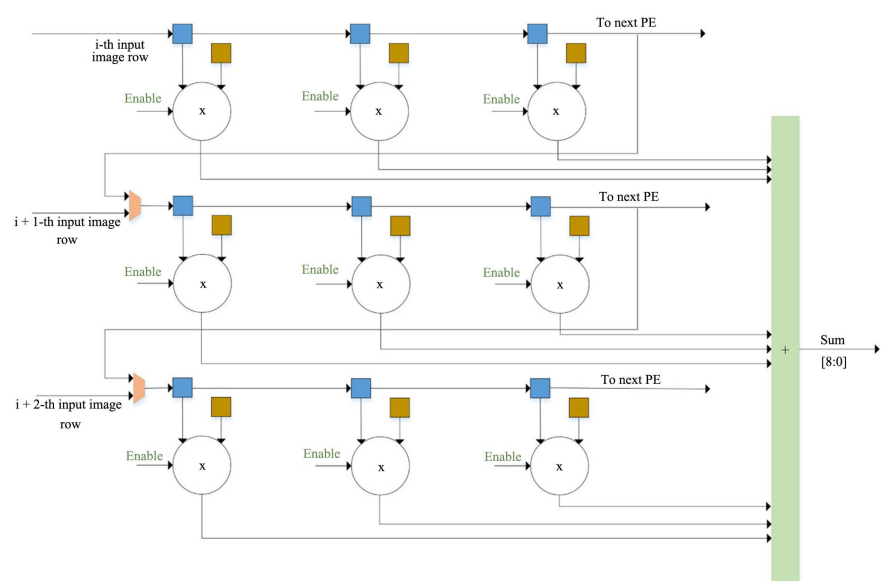 To next PE
i-th input
image row
Enable
Enable
Enable
x
x
x
To next PE
i + 1-th input image
row
Enable
Enable
Enable
x
x
x
+
Sum
[8:0]
To next PE
i + 2-th input image
row
Enable
Enable
Enable
x
x
x